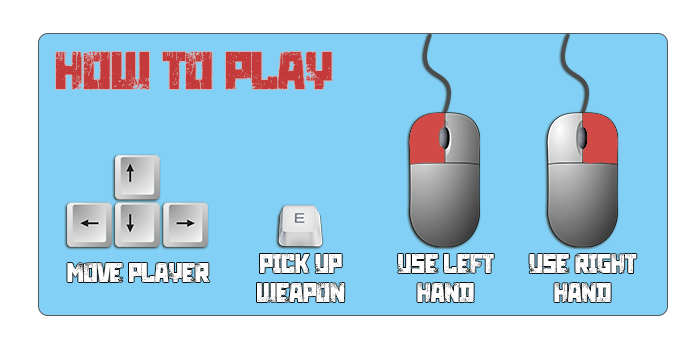 HOW TO PLAY
E
MOVE PLAYER
PICK UP
WEAPON
USE LEFT
HAND
USE RIGHT
HAND